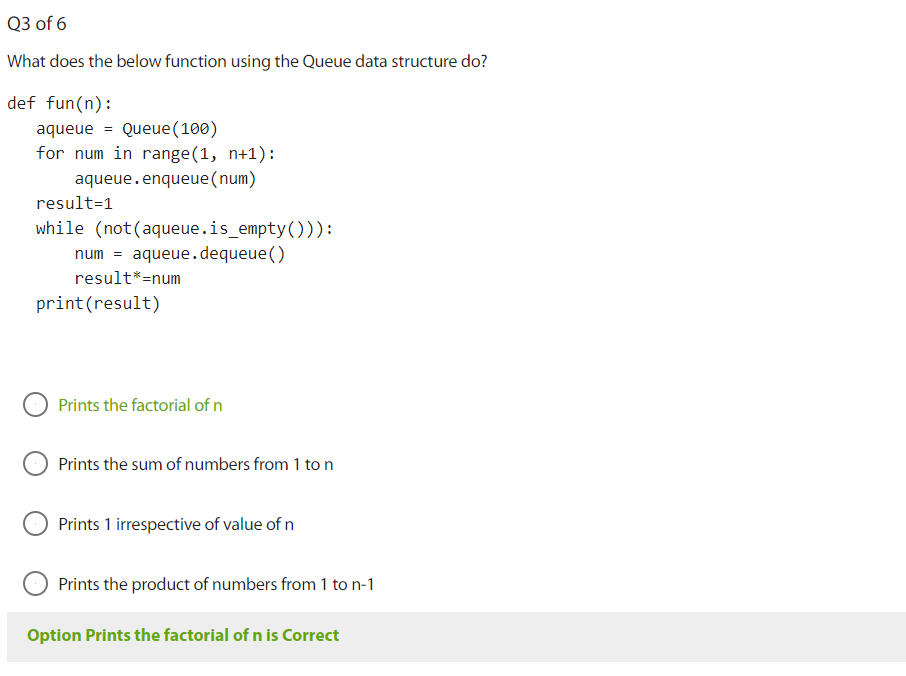 Q3 of 6
What does the below function using the Queue data structure do?
def fun(n):
   aqueue = Queue(100)
   for num in range(1, n+1):
       aqueue.enqueue(num)
   result=1
   while (not(aqueue.is_empty())):
       num = aqueue.dequeue()
       result*=num
   print(result)
Prints the factorial of n
Prints the sum of numbers from 1 to n
Prints 1 irrespective of value of n
Prints the product of numbers from 1 to n-1
Option Prints the factorial of n is Correct